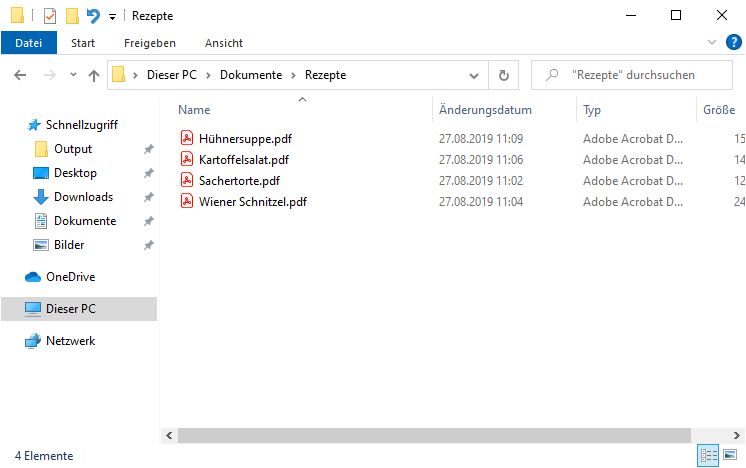 Rezepte
Datei Start Freigeben Ansicht
Dieser PC Dokumente Rezepte "Rezepte" durchsuchen
Name Änderungsdatum Typ Größe
Schnellzugriff
Output
Desktop
Downloads
Dokumente
Bilder
OneDrive
Dieser PC
Netzwerk
Hühnersuppe.pdf 27.08.2019 11:09 Adobe Acrobat D... 15
Kartoffelsalat.pdf 27.08.2019 11:06 Adobe Acrobat D... 14
Sachertorte.pdf 27.08.2019 11:02 Adobe Acrobat D... 12
Wiener Schnitzel.pdf 27.08.2019 11:04 Adobe Acrobat D... 24
4 Elemente